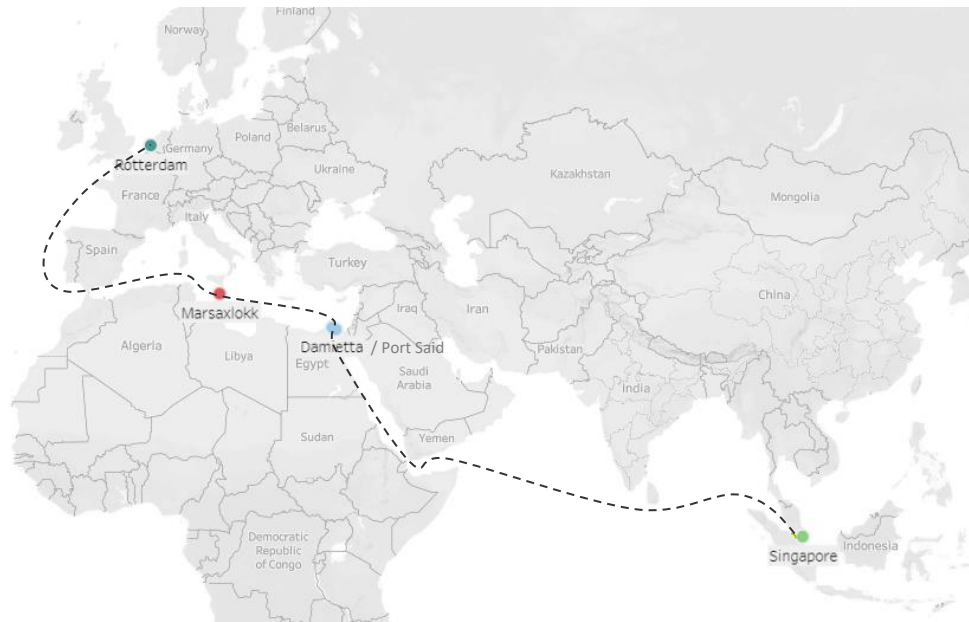 Finland
Norway
Belarus
Poland
Germany
Rotterdam
Ukraine
Kazakhstan
France
Mongolia
Italy
Spain
Turkey
China
Iraq
Iran
Marsaxlokk
Algeria
Damietta / Port Said
Libya
Egypt
Pakistan
Saudi
Arabia
India
Sudan
Yemen
Democratic
Republic
of Congo
Singapore
Indonesia